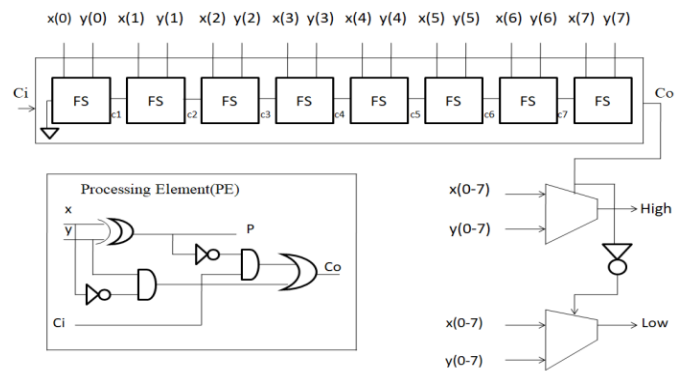 x(0) y(0) x(1) y(1) x(2) y(2) x(3) y(3) x(4) y(4) x(5) y(5) x(6) y(6) x(7) y(7)
Ci FS FS FS FS FS FS FS FS Co
c1 c2 c3 c4 c5 c6 c7
Processing Element(PE)
x
y
P
Co
Ci
x(0-7)
High
y(0-7)
x(0-7)
Low
y(0-7)